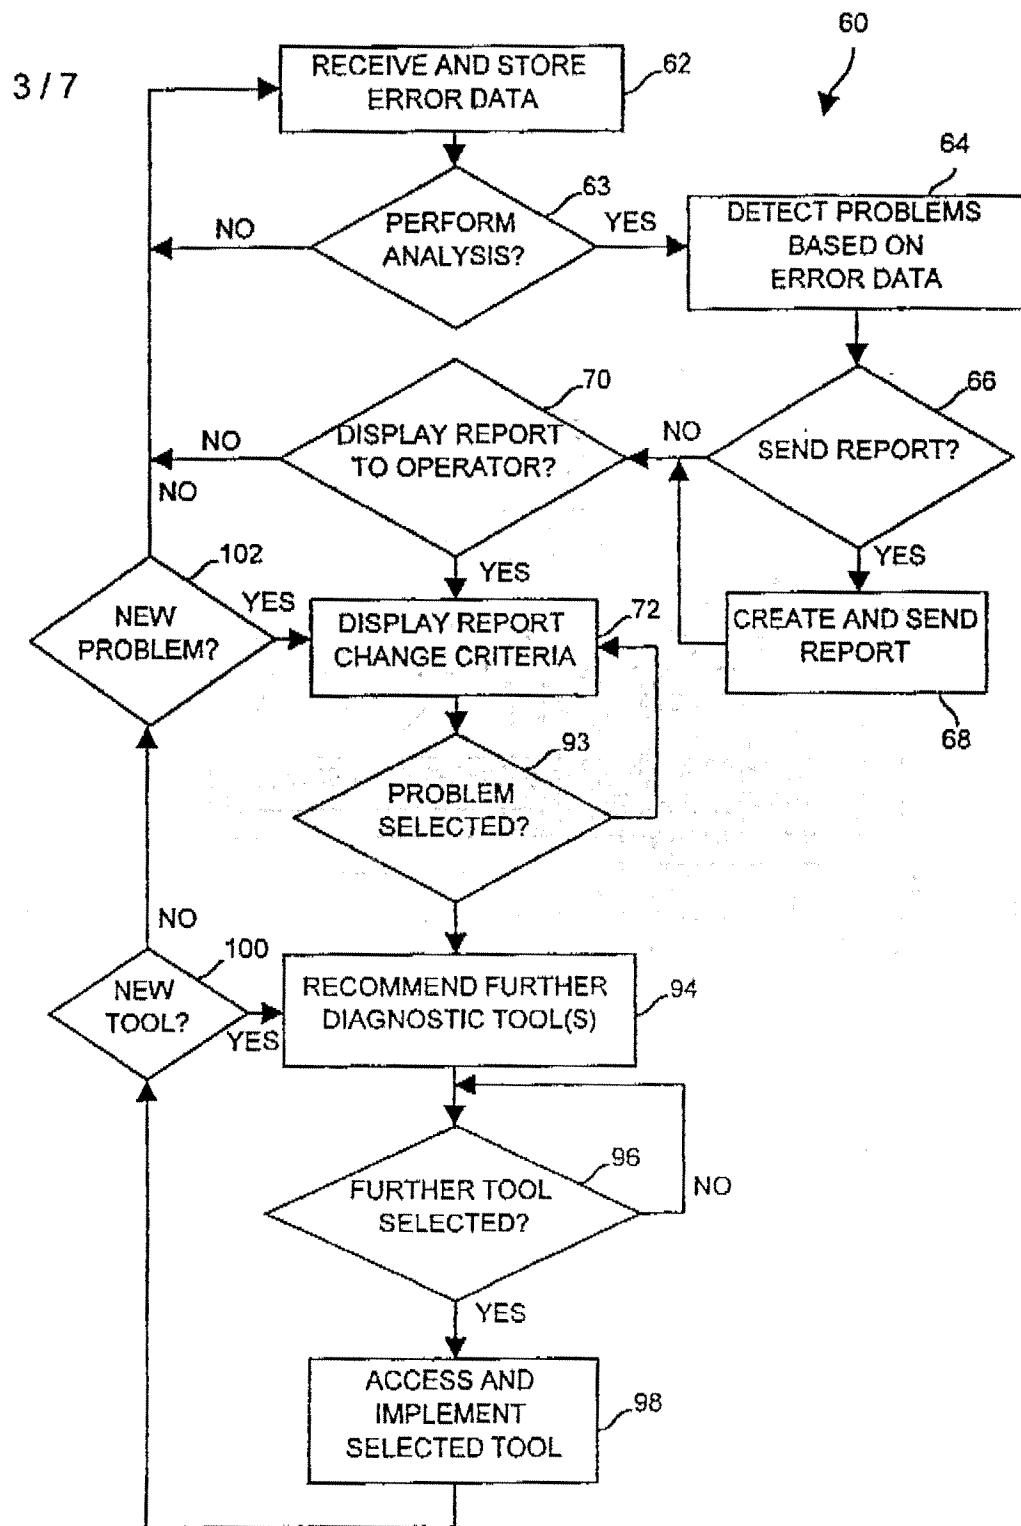 60
3 / 7
RECEIVE AND STORE
ERROR DATA
62
63
PERFORM
ANALYSIS?
NO
YES
64
DETECT PROBLEMS
BASED ON
ERROR DATA
66
SEND REPORT?
NO
YES
CREATE AND SEND
REPORT
68
70
DISPLAY REPORT
TO OPERATOR?
NO
YES
NO
102
NEW
PROBLEM?
YES
DISPLAY REPORT
CHANGE CRITERIA
72
93
PROBLEM
SELECTED?
NO
100
NEW
TOOL?
YES
RECOMMEND FURTHER
DIAGNOSTIC TOOL(S)
94
96
FURTHER TOOL
SELECTED?
NO
YES
ACCESS AND
IMPLEMENT
SELECTED TOOL
98